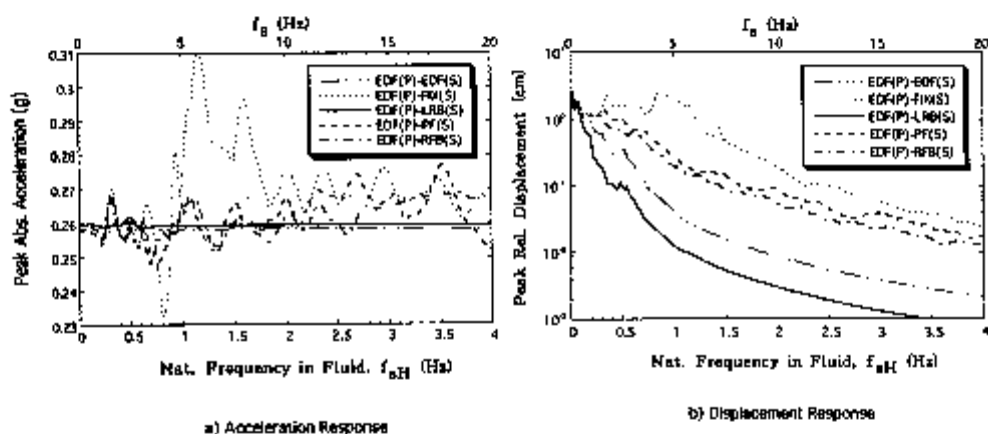 f_s (Hz)
0 5 10 15 20
0.31
0.3
0.29
0.28
0.27
0.26
0.25
0.24
0.23
Peak Abs. Acceleration (g)
EDF(P)-EDF(S)
EDF(P)-FIX(S)
EDF(P)-LRB(S)
EDF(P)-PF(S)
EDF(P)-RFB(S)
0 0.5 1 1.5 2 2.5 3 3.5 4
Nat. Frequency in Fluid, f_sH (Hz)
a) Acceleration Response
f_s (Hz)
0 5 10 15 20
Peak Rel. Displacement (cm)
EDF(P)-EDF(S)
EDF(P)-FIX(S)
EDF(P)-LRB(S)
EDF(P)-PF(S)
EDF(P)-RFB(S)
0 0.5 1 1.5 2 2.5 3 3.5 4
Nat. Frequency in Fluid, f_sH (Hz)
b) Displacement Response